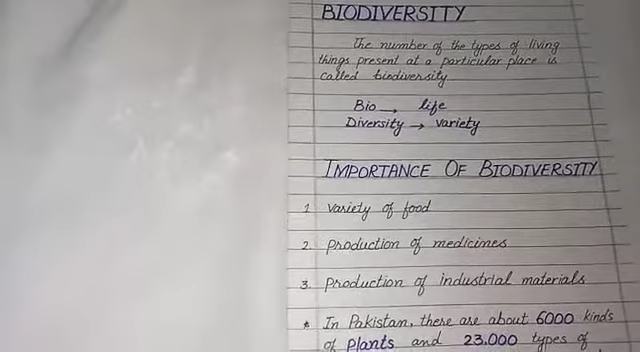 BIODIVERSITY
The number of the types of living
things present at a particular place is
called biodiversity
Bio → life
Diversity → variety
IMPORTANCE OF BIODIVERSITY
1 variety of food
2. production of medicines
3. production of industrial materials
* In Pakistan, there are about 6000 kinds
of plants and 23.000 types of